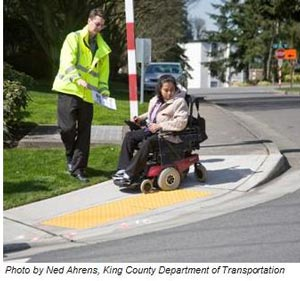 Photo by Ned Ahrens, King County Department of Transportation